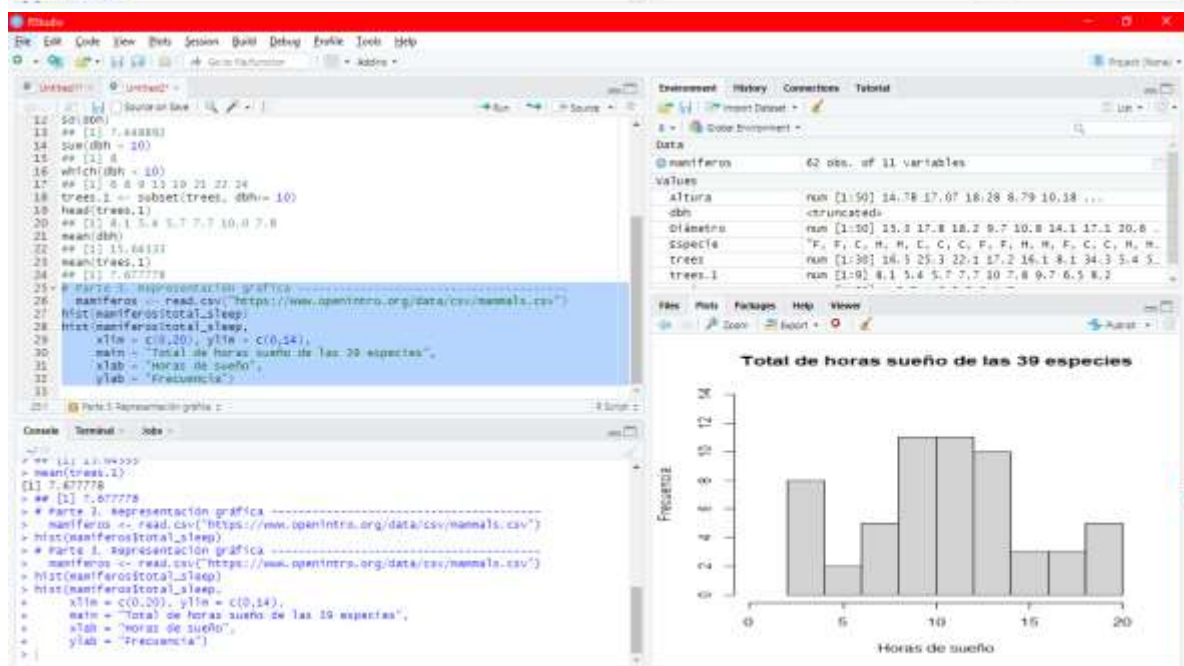 RStudio
File Edit Code View Plots Session Build Debug Profile Tools Help
Go to file/function Addins
Project: (None)
Untitled1* Untitled2*
Source on Save Run Source
12 sd(dbh)
13 ## [1]
14 sum(dbh < 10)
15 ## [1]
16 which(dbh < 10)
17 ## [1]
18 trees.1 <- subset(trees, dbh<= 10)
19 head(trees.1)
20 ## [1] 8.1 5.4 5.7 7.7 10.0 7.8
21 mean(dbh)
22 ## [1]
23 mean(trees.1)
24 ## [1] 7.677778
25 # Parte 3. Representación gráfica
26 mamiferos <- read.csv("https://www.openintro.org/data/csv/mammals.csv")
27 hist(mamiferos$total_sleep)
28 hist(mamiferos$total_sleep,
29 xlim = c(0,20), ylim = c(0,14),
30 main = "Total de horas sueño de las 39 especies",
31 xlab = "Horas de sueño",
32 ylab = "Frecuencia")
33
Parte 3. Representación gráfica R Script
Console Terminal Jobs
> mean(trees.1)
[1] 7.677778
> ## [1] 7.677778
> # Parte 3. Representación gráfica ----------------------------------------
> mamiferos <- read.csv("https://www.openintro.org/data/csv/mammals.csv")
> hist(mamiferos$total_sleep)
> # Parte 3. Representación gráfica ----------------------------------------
> mamiferos <- read.csv("https://www.openintro.org/data/csv/mammals.csv")
> hist(mamiferos$total_sleep)
> hist(mamiferos$total_sleep,
+ xlim = c(0,20), ylim = c(0,14),
+ main = "Total de horas sueño de las 39 especies",
+ xlab = "Horas de sueño",
+ ylab = "Frecuencia")
>
Environment History Connections Tutorial
Import Dataset List
R Global Environment
Data
mamiferos 62 obs. of 11 variables
Values
Altura num [1:50] 14.78 17.07 18.28 8.79 10.18 ...
dbh <truncated>
Diámetro num [1:50] 15.3 17.8 18.2 9.7 10.8 14.1 17.1 20.6
Especie "F, F, C, H, H, C, C, C, F, F, H, H, F, C, C, H, H
trees num [1:30] 16.5 25.3 22.1 17.2 16.1 8.1 34.3 5.4 5
trees.1 num [1:9] 8.1 5.4 5.7 7.7 10 7.8 9.7 6.5 8.2
Files Plots Packages Help Viewer
Zoom Export Publish
Total de horas sueño de las 39 especies
14
12
10
8
6
4
2
0
Frecuencia
0 5 10 15 20
Horas de sueño